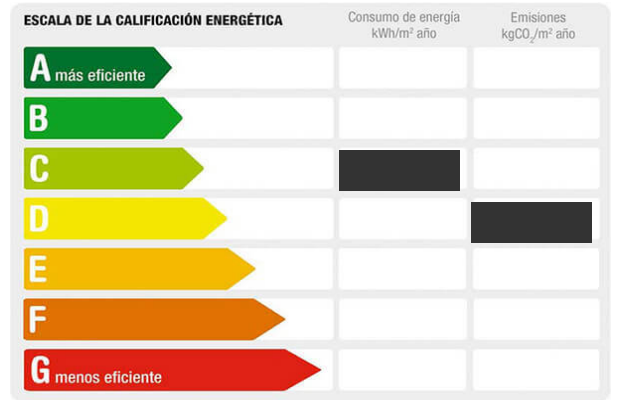 ESCALA DE LA CALIFICACIÓN ENERGÉTICA
Consumo de energía
kWh/m² año
Emisiones
kgCO₂/m² año
A más eficiente
B
C
D
E
F
G menos eficiente